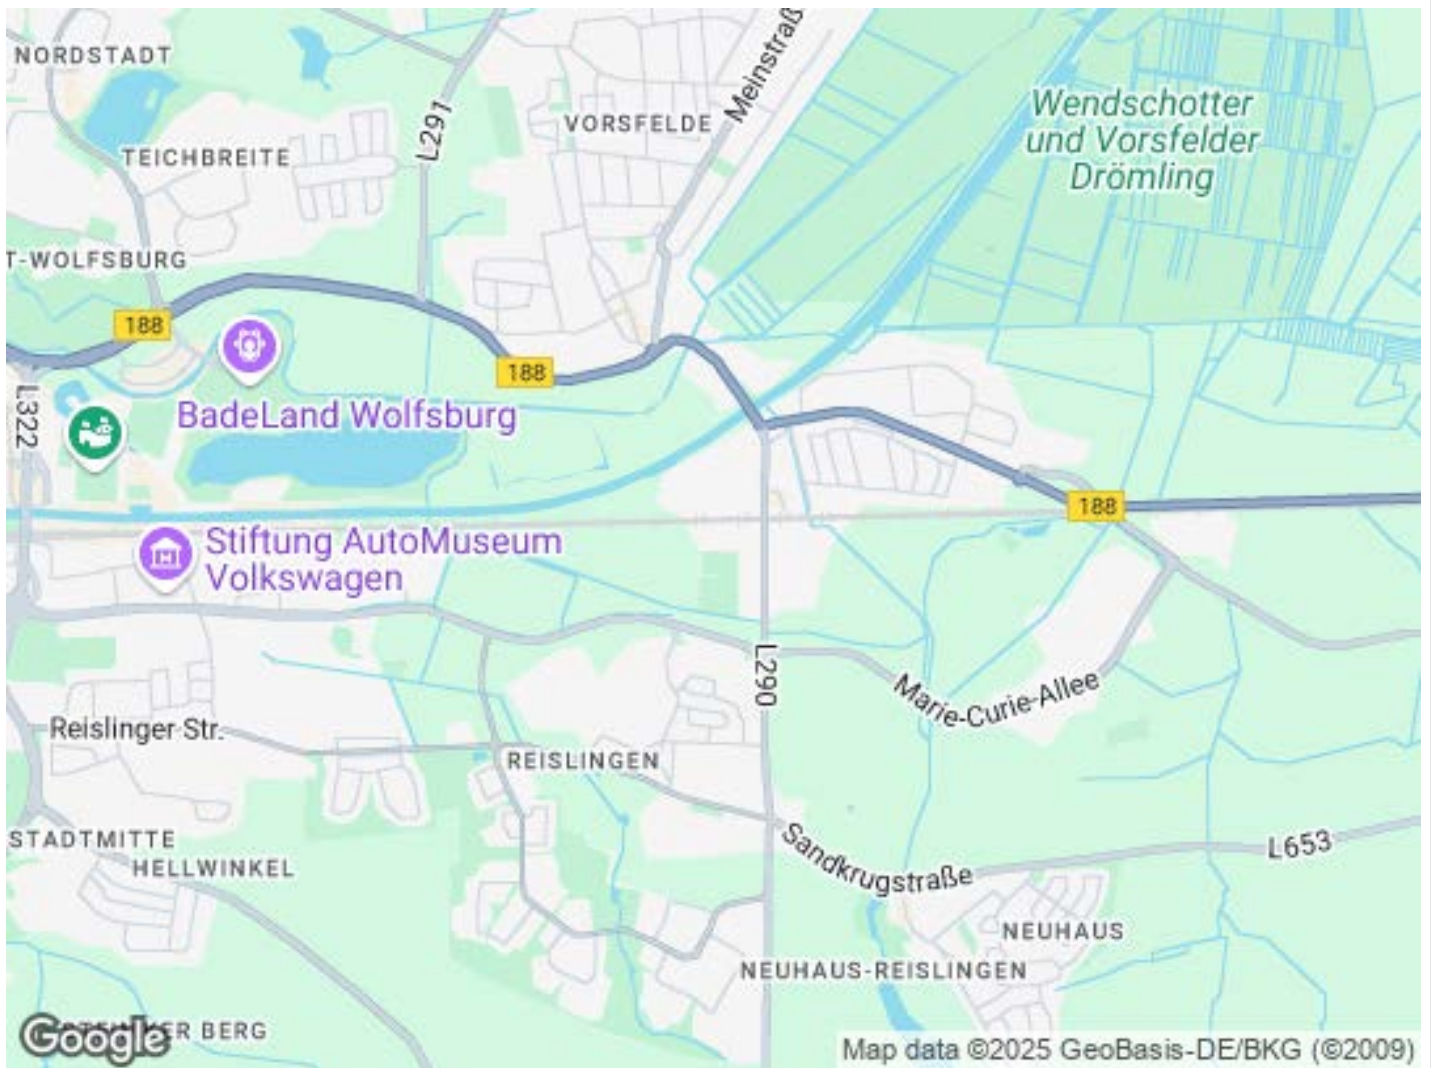 NORDSTADT
Meinstraß
L291
VORSFELDE
Wendschotter
und Vorsfelder
Drömling
TEICHBREITE
T-WOLFSBURG
188
188
L322
BadeLand Wolfsburg
188
Stiftung AutoMuseum
Volkswagen
L290
Marie-Curie-Allee
Reislinger Str.
REISLINGEN
STADTMITTE
HELLWINKEL
Sandkrugstraße
L653
NEUHAUS
NEUHAUS-REISLINGEN
Google
ER BERG
Map data ©2025 GeoBasis-DE/BKG (©2009)